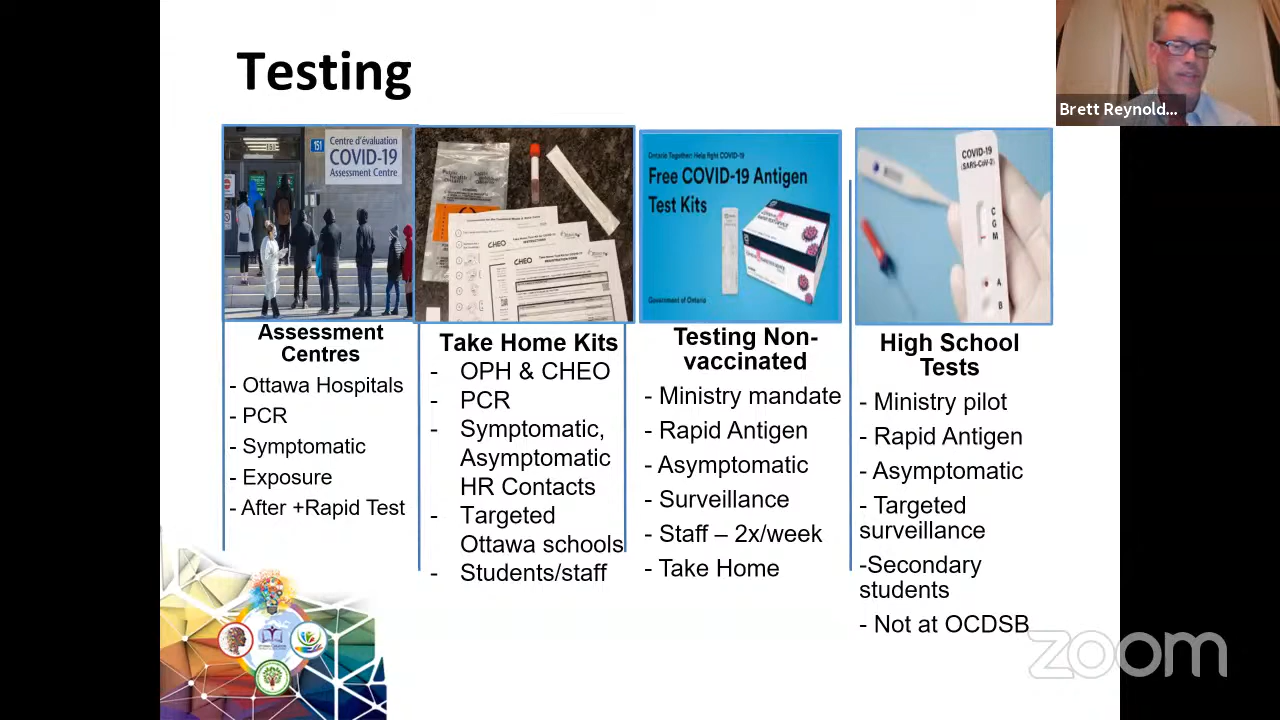 Testing
Brett Reynold...
151
151
Centre d'évaluation
COVID-19
Assessment Centre
Assessment
Centres
- Ottawa Hospitals
- PCR
- Symptomatic
- Exposure
- After +Rapid Test
CHEO
CHEO
Take Home Kits
- OPH & CHEO
- PCR
- Symptomatic,
Asymptomatic
HR Contacts
- Targeted
Ottawa schools
- Students/staff
Ontario Together: Help fight COVID-19
Free COVID-19 Antigen
Test Kits
Government of Ontario
Testing Non-
vaccinated
- Ministry mandate
- Rapid Antigen
- Asymptomatic
- Surveillance
- Staff – 2x/week
- Take Home
COVID-19
(SARS-CoV-2)
C
G
M
A
B
High School
Tests
- Ministry pilot
- Rapid Antigen
- Asymptomatic
- Targeted
surveillance
-Secondary
students
- Not at OCDSB
zoom